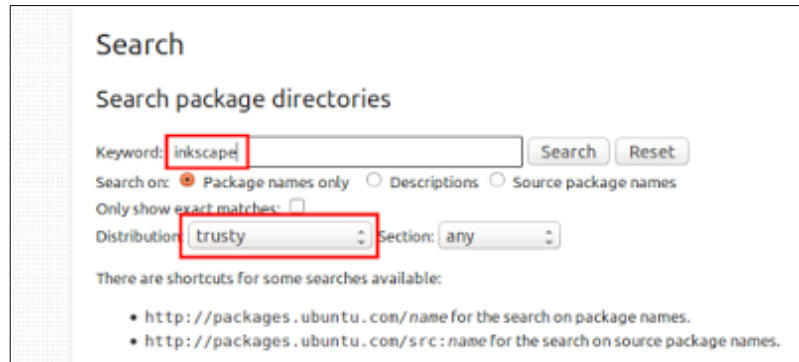 Search
Search package directories
Keyword: inkscape Search Reset
Search on: Package names only Descriptions Source package names
Only show exact matches:
Distribution: trusty Section: any
There are shortcuts for some searches available:
• http://packages.ubuntu.com/name for the search on package names.
• http://packages.ubuntu.com/src:name for the search on source package names.